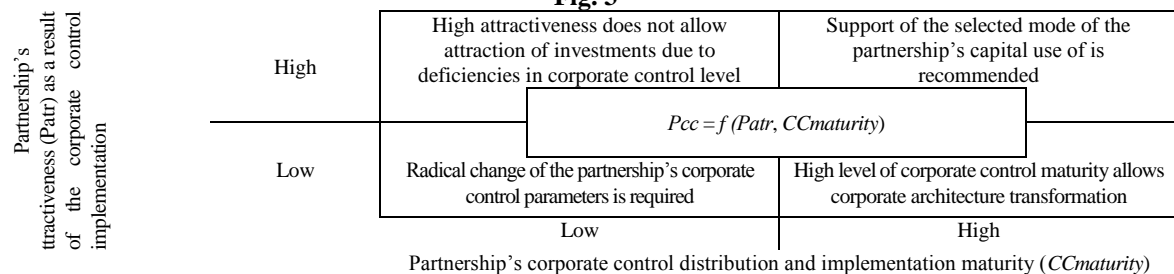 Fig. 3
Partnership's
ttractiveness (Patr) as a result
of the corporate control
implementation
High
High attractiveness does not allow
attraction of investments due to
deficiencies in corporate control level
Support of the selected mode of the
partnership's capital use of is
recommended
Pcc = f (Patr, CCmaturity)
Low
Radical change of the partnership's corporate
control parameters is required
High level of corporate control maturity allows
corporate architecture transformation
Low
High
Partnership's corporate control distribution and implementation maturity (CCmaturity)